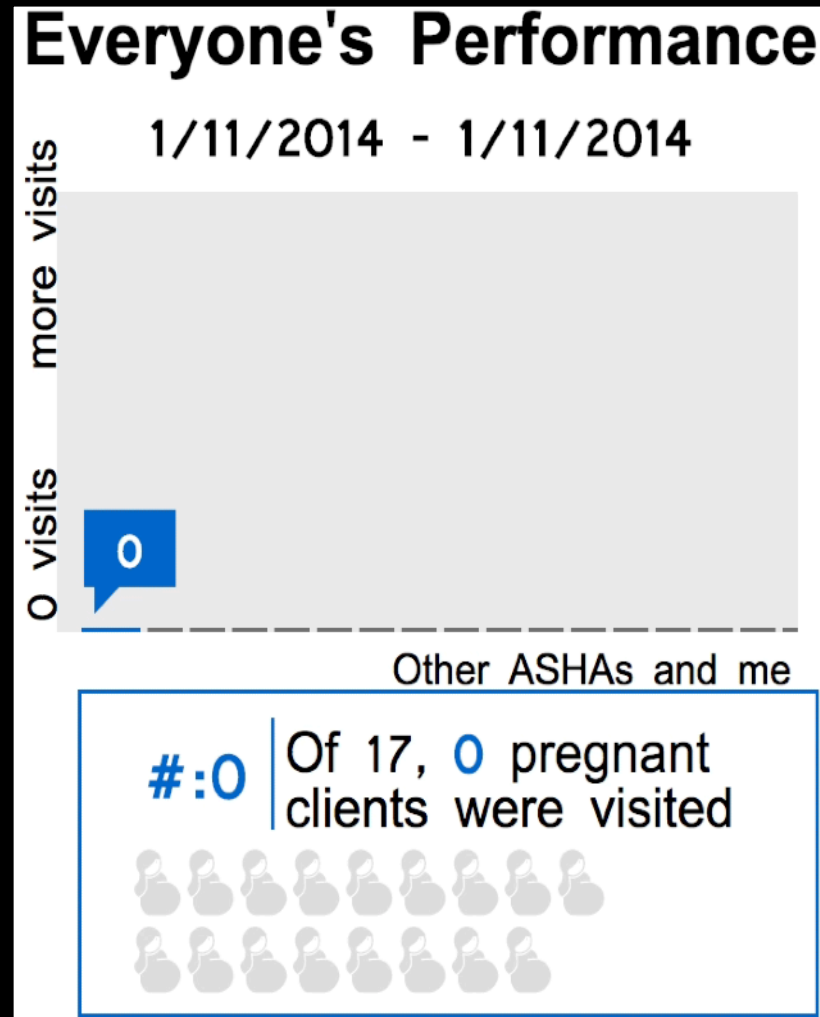 Everyone's Performance
1/11/2014 - 1/11/2014
more visits
0 visits
0
Other ASHAs and me
#:0
Of 17, 0 pregnant
clients were visited